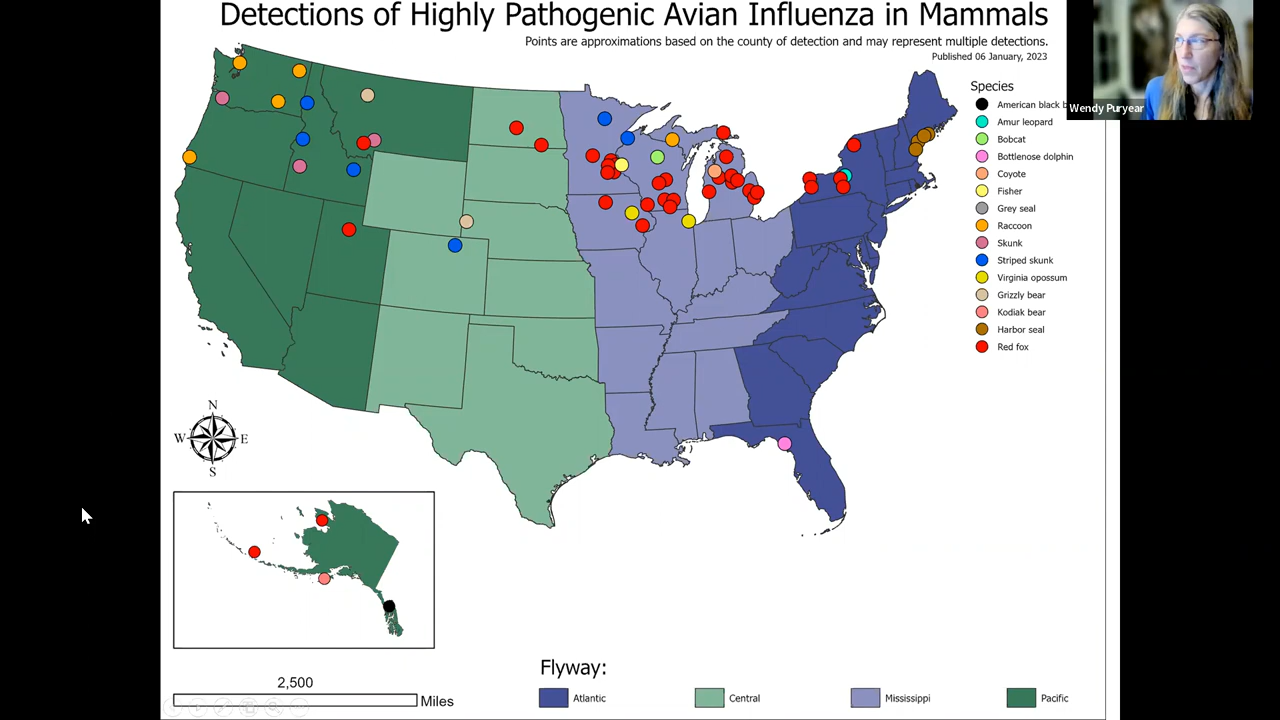 Detections of Highly Pathogenic Avian Influenza in Mammals
Points are approximations based on the county of detection and may represent multiple detections.
Published 06 January, 2023
Wendy Puryear
Species
American black b
Amur leopard
Bobcat
Bottlenose dolphin
Coyote
Fisher
Grey seal
Raccoon
Skunk
Striped skunk
Virginia opossum
Grizzly bear
Kodiak bear
Harbor seal
Red fox
N
W
E
S
2,500
Miles
Flyway:
Atlantic
Central
Mississippi
Pacific